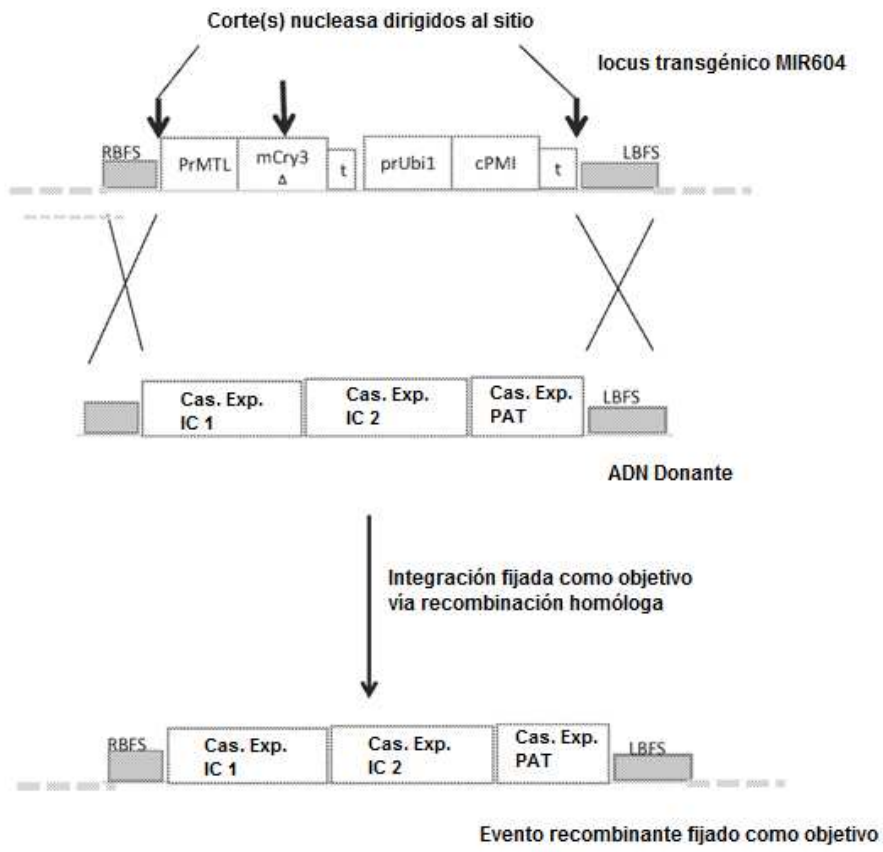 Corte(s) nucleasa dirigidos al sitio
locus transgénico MIR604
RBFS
PrMTL
mCry3
Δ
t
prUbi1
cPMI
t
LBFS
Cas. Exp.
IC 1
Cas. Exp.
IC 2
Cas. Exp.
PAT
LBFS
ADN Donante
Integración fijada como objetivo
vía recombinación homóloga
RBFS
Cas. Exp.
IC 1
Cas. Exp.
IC 2
Cas. Exp.
PAT
LBFS
Evento recombinante fijado como objetivo